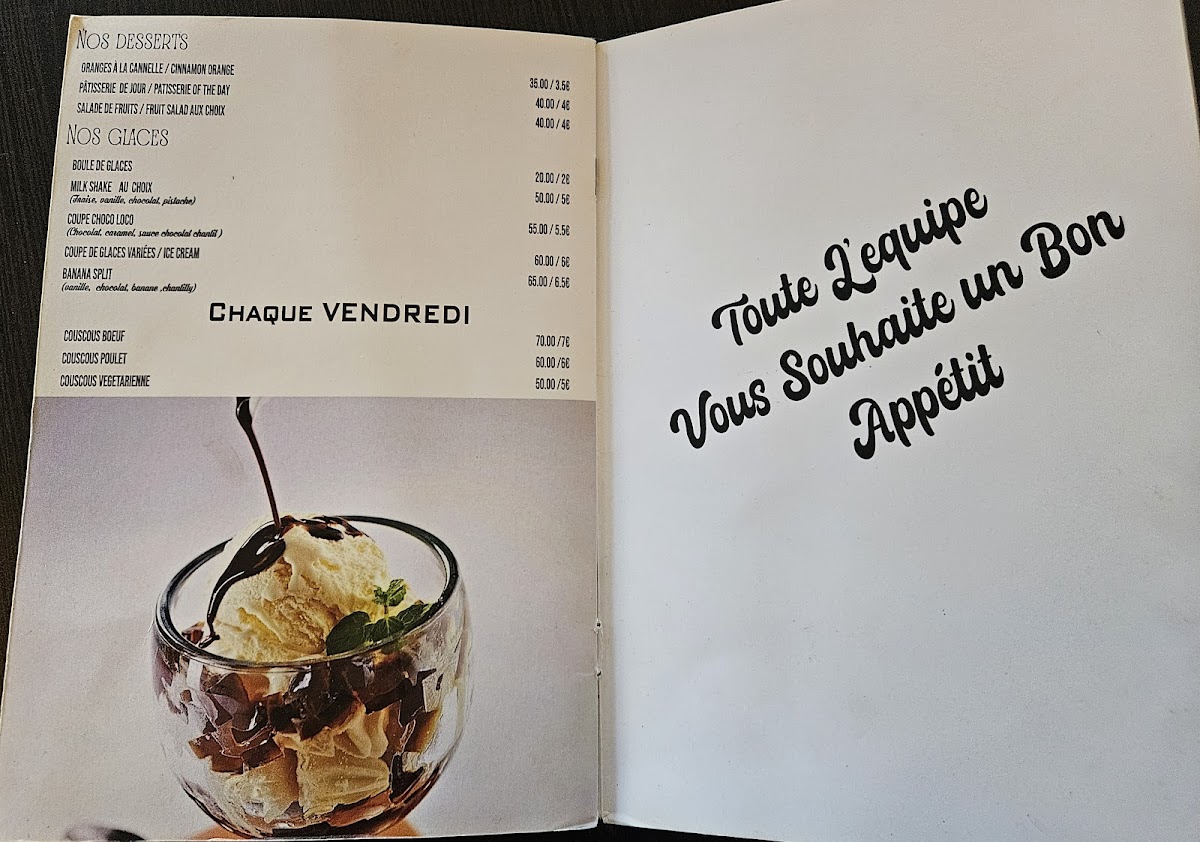 NOS DESSERTS
ORANGES À LA CANNELLE / CINNAMON ORANGE 35.00 / 3.5€
PÂTISSERIE DE JOUR / PATISSERIE OF THE DAY 40.00 / 4€
SALADE DE FRUITS / FRUIT SALAD AUX CHOIX 40.00 / 4€
NOS GLACES
BOULE DE GLACES 20.00 / 2€
MILK SHAKE AU CHOIX 50.00 / 5€
(Fraise, vanille, chocolat, pistache)
COUPE CHOCO LOCO 55.00 / 5.5€
(Chocolat, caramel, sauce chocolat chantil )
COUPE DE GLACES VARIÉES / ICE CREAM 60.00 / 6€
BANANA SPLIT 65.00 / 6.5€
(vanille, chocolat, banane ,chantilly)
CHAQUE VENDREDI
COUSCOUS BOEUF 70.00 /7€
COUSCOUS POULET 60.00 /6€
COUSCOUS VEGETARIENNE 50.00 /5€
Toute L'equipe
Vous Souhaite un Bon
Appétit